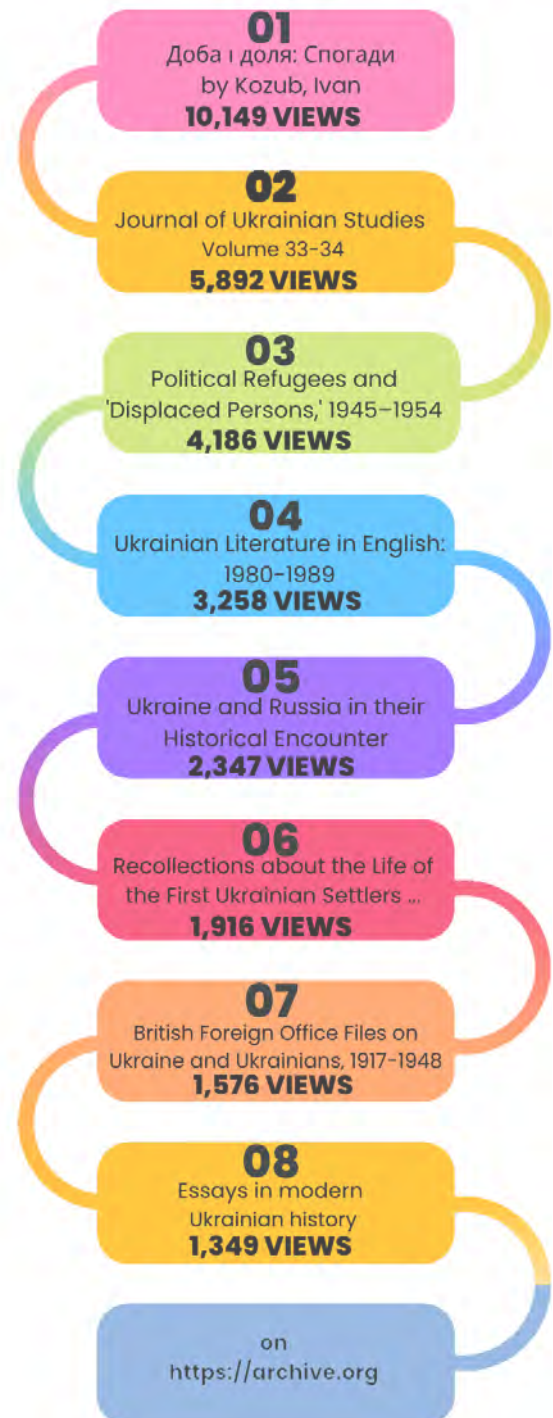 01
Доба і доля: Спогади
by Kozub, Ivan
10,149 VIEWS
02
Journal of Ukrainian Studies
Volume 33-34
5,892 VIEWS
03
Political Refugees and
'Displaced Persons,' 1945–1954
4,186 VIEWS
04
Ukrainian Literature in English:
1980-1989
3,258 VIEWS
05
Ukraine and Russia in their
Historical Encounter
2,347 VIEWS
06
Recollections about the Life of
the First Ukrainian Settlers ...
1,916 VIEWS
07
British Foreign Office Files on
Ukraine and Ukrainians, 1917-1948
1,576 VIEWS
08
Essays in modern
Ukrainian history
1,349 VIEWS
on
https://archive.org